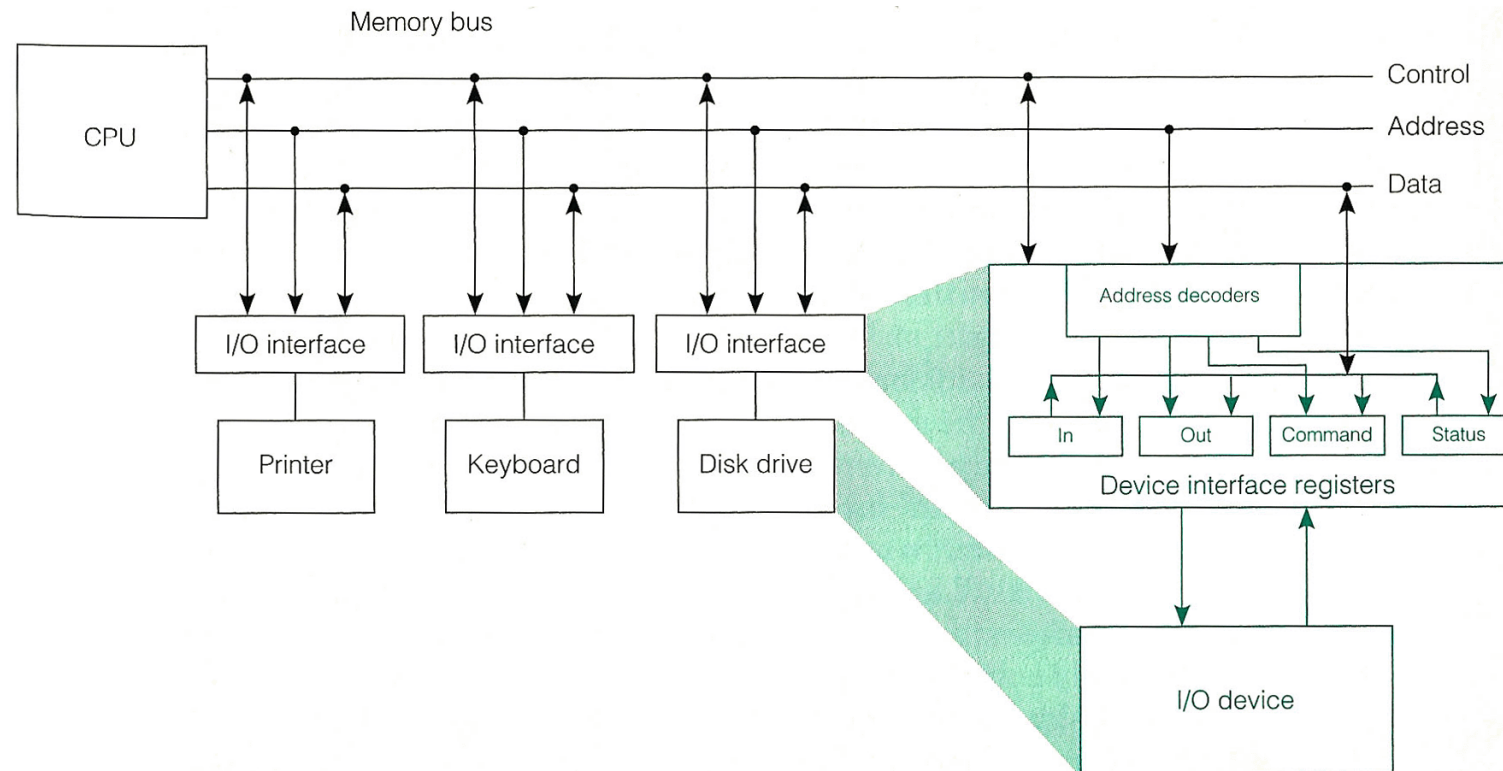 Memory bus
Control
CPU
Address
Data
Address decoders
I/O interface
I/O interface
I/O interface
In
Out
Command
Status
Printer
Keyboard
Disk drive
Device interface registers
I/O device